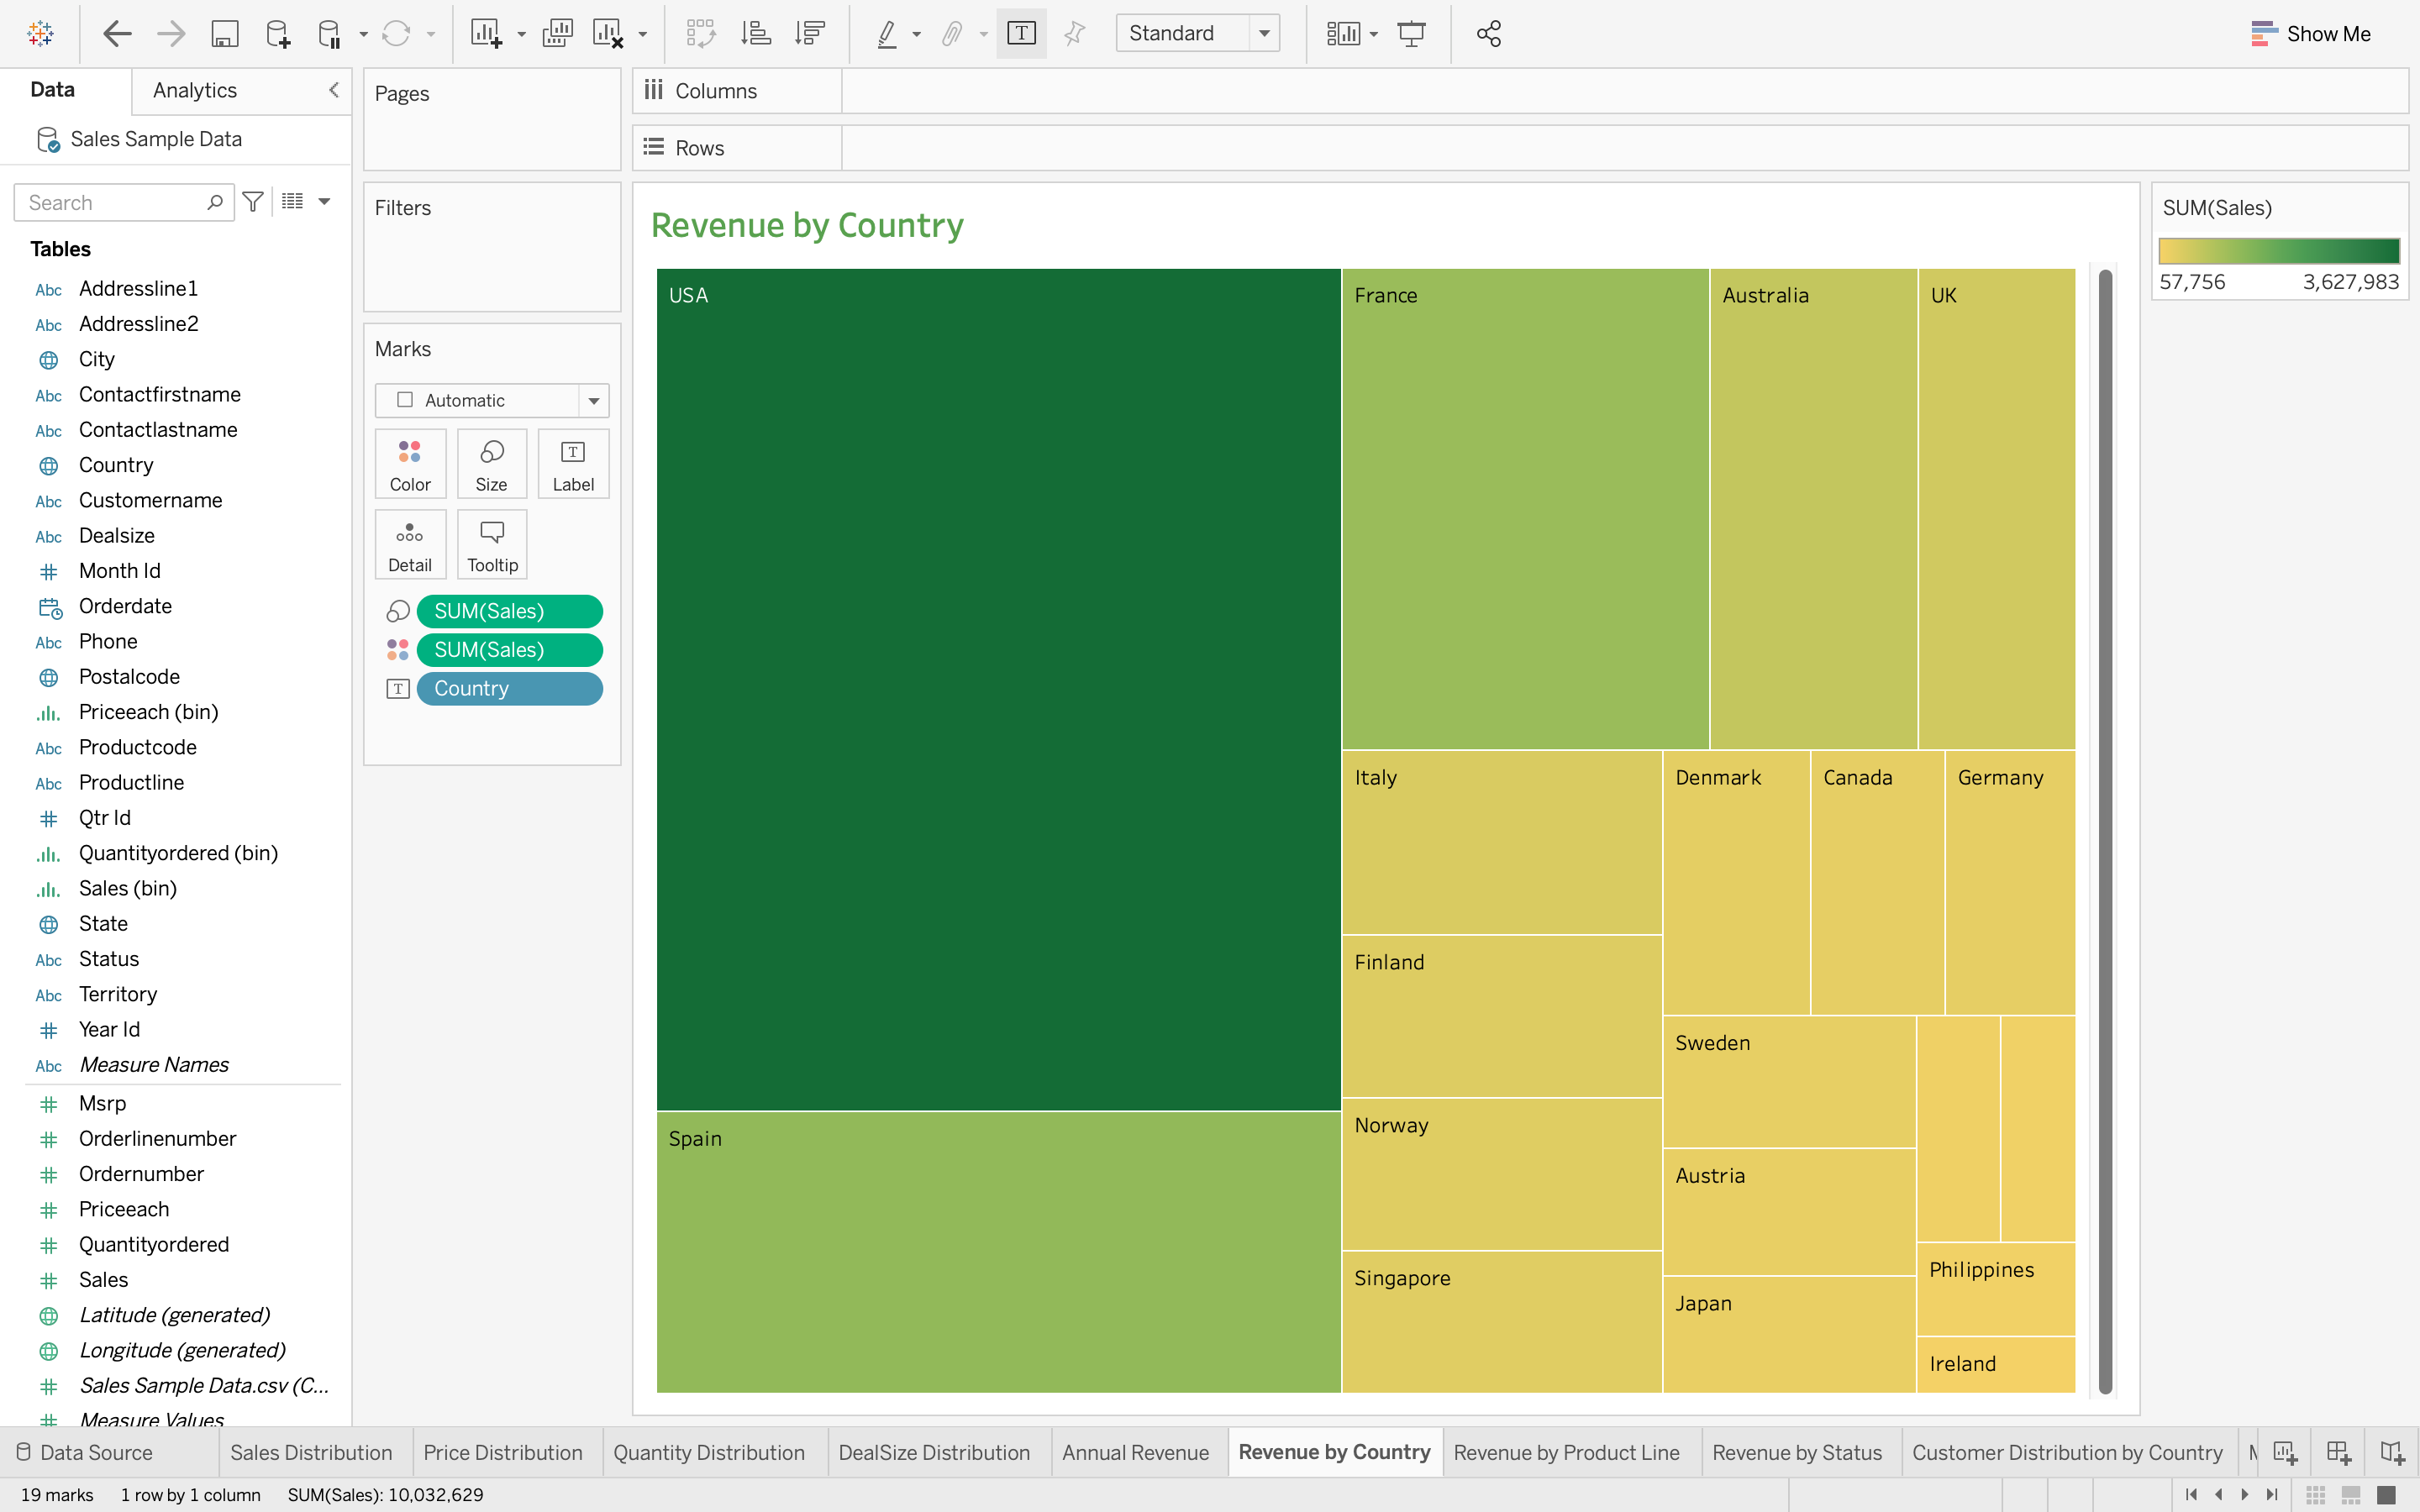 Standard
Show Me
Data
Analytics
Sales Sample Data
Search
Tables
Abc Addressline1
Abc Addressline2
City
Abc Contactfirstname
Abc Contactlastname
Country
Abc Customername
Abc Dealsize
Month Id
Orderdate
Abc Phone
Postalcode
Priceeach (bin)
Abc Productcode
Abc Productline
Qtr Id
Quantityordered (bin)
Sales (bin)
State
Abc Status
Abc Territory
Year Id
Abc Measure Names
Msrp
Orderlinenumber
Ordernumber
Priceeach
Quantityordered
Sales
Latitude (generated)
Longitude (generated)
Sales Sample Data.csv (C...
Measure Values
Pages
Filters
Marks
Automatic
Color
Size
Label
Detail
Tooltip
SUM(Sales)
SUM(Sales)
Country
Columns
Rows
Revenue by Country
USA
France
Australia
UK
Italy
Denmark
Canada
Germany
Finland
Sweden
Norway
Austria
Singapore
Japan
Philippines
Ireland
Spain
SUM(Sales)
57,756 3,627,983
Data Source
Sales Distribution
Price Distribution
Quantity Distribution
DealSize Distribution
Annual Revenue
Revenue by Country
Revenue by Product Line
Revenue by Status
Customer Distribution by Country
19 marks 1 row by 1 column SUM(Sales): 10,032,629